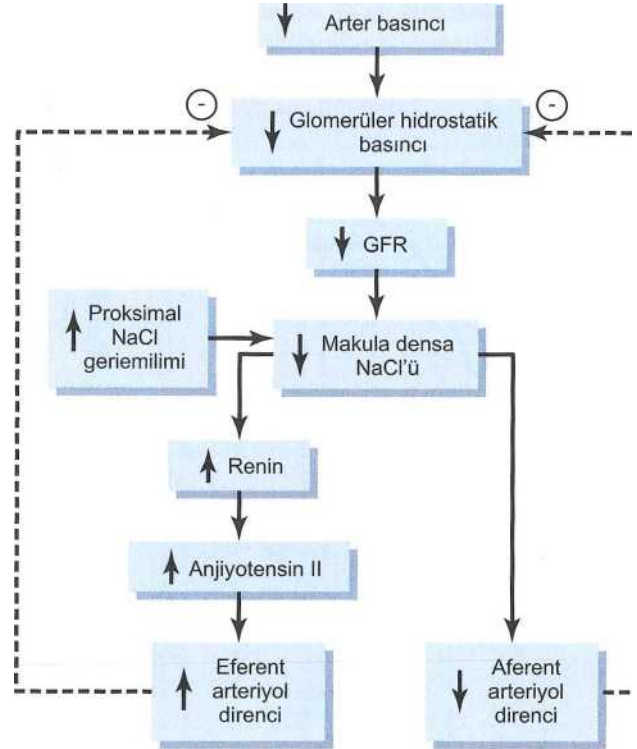 ↓ Arter basıncı
-
-
↓ Glomerüler hidrostatik
basıncı
↓ GFR
↑ Proksimal
NaCl
geriemilimi
↓ Makula densa
NaCl'ü
↑ Renin
↑ Anjiyotensin II
↑ Eferent
arteriyol
direnci
↓ Aferent
arteriyol
direnci